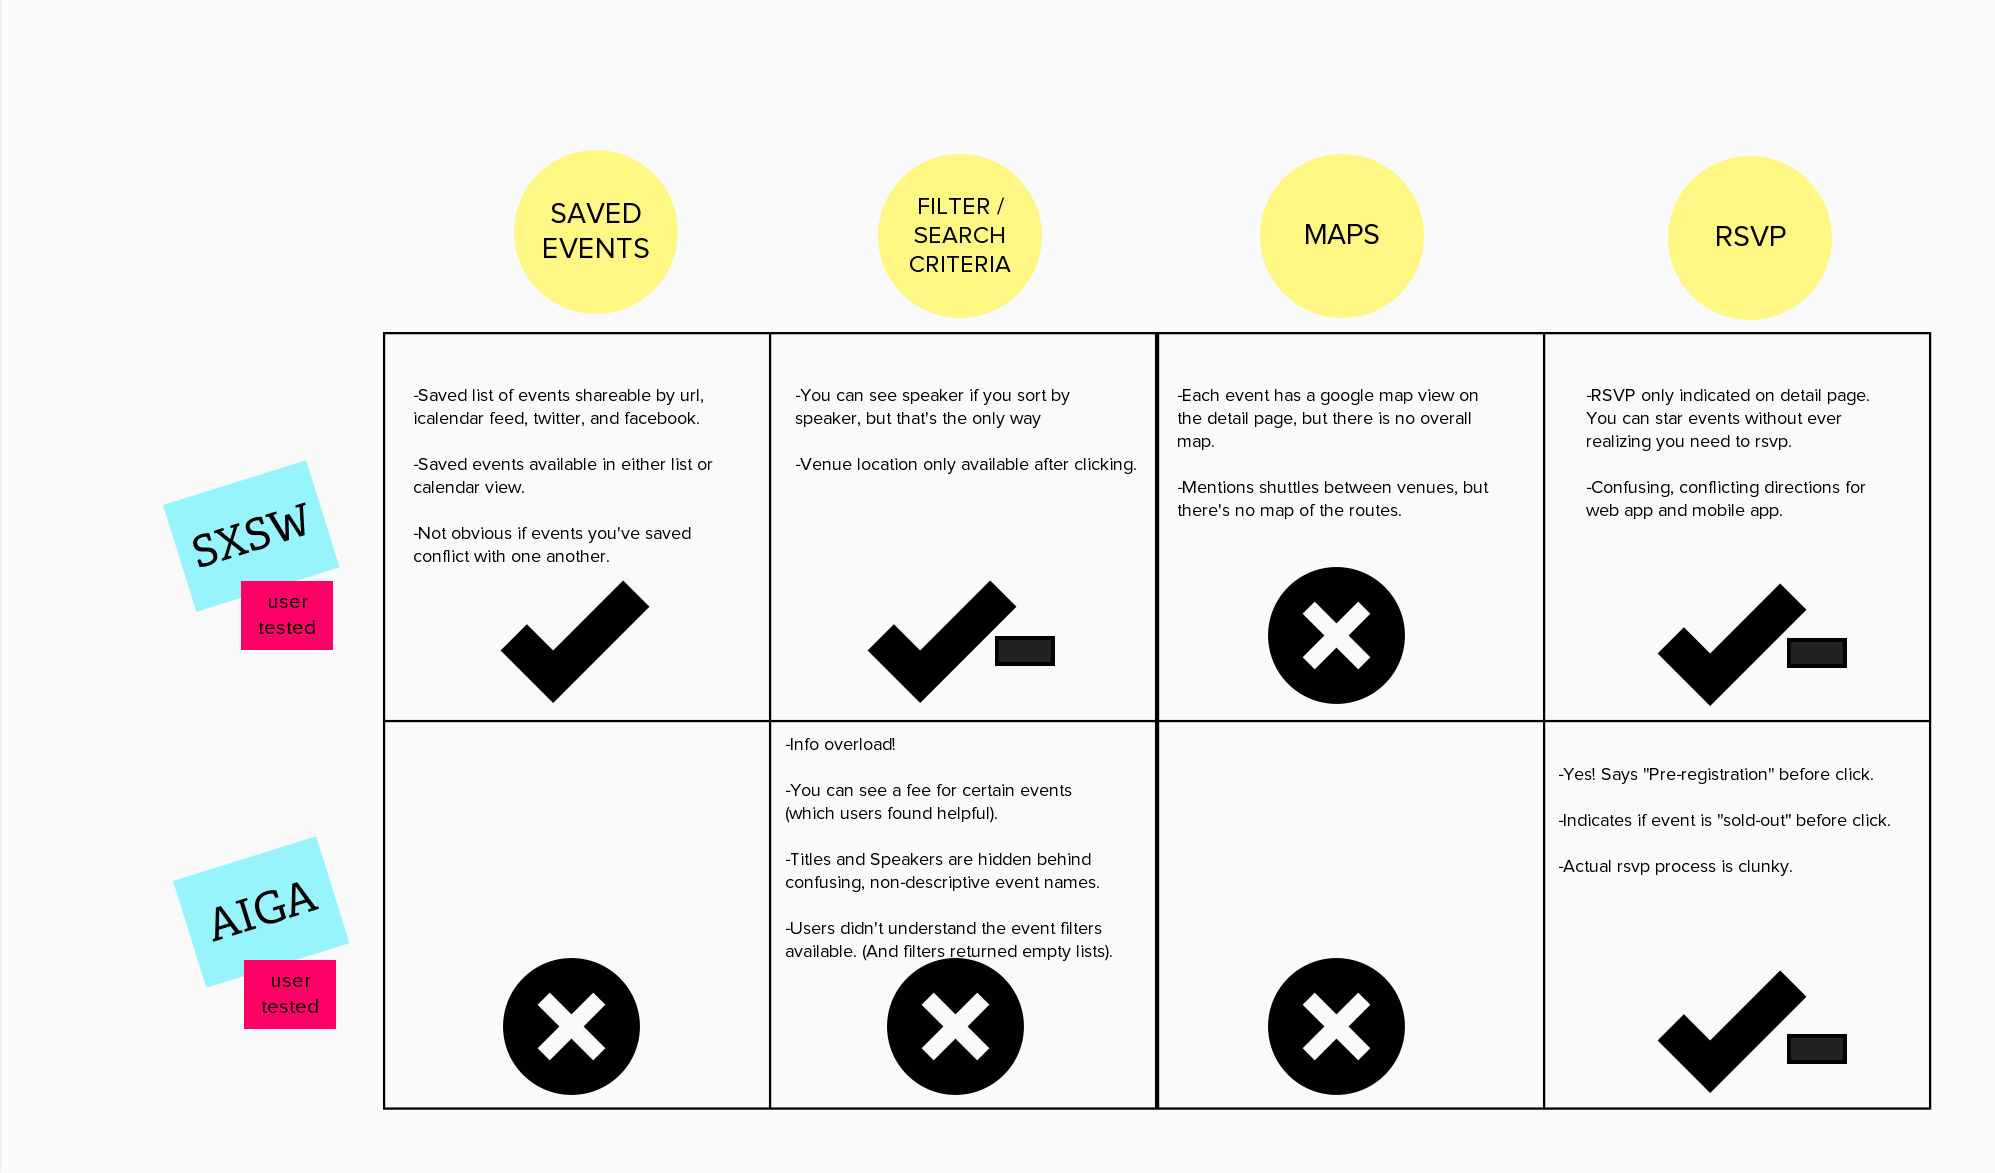 SAVED
EVENTS
FILTER /
SEARCH
CRITERIA
MAPS
RSVP
SXSW
user
tested
-Saved list of events shareable by url,
icalendar feed, twitter, and facebook.
-Saved events available in either list or
calendar view.
-Not obvious if events you've saved
conflict with one another.
-You can see speaker if you sort by
speaker, but that's the only way
-Venue location only available after clicking.
-Each event has a google map view on
the detail page, but there is no overall
map.
-Mentions shuttles between venues, but
there's no map of the routes.
-RSVP only indicated on detail page.
You can star events without ever
realizing you need to rsvp.
-Confusing, conflicting directions for
web app and mobile app.
AIGA
user
tested
-Info overload!
-You can see a fee for certain events
(which users found helpful).
-Titles and Speakers are hidden behind
confusing, non-descriptive event names.
-Users didn't understand the event filters
available. (And filters returned empty lists).
-Yes! Says "Pre-registration" before click.
-Indicates if event is "sold-out" before click.
-Actual rsvp process is clunky.